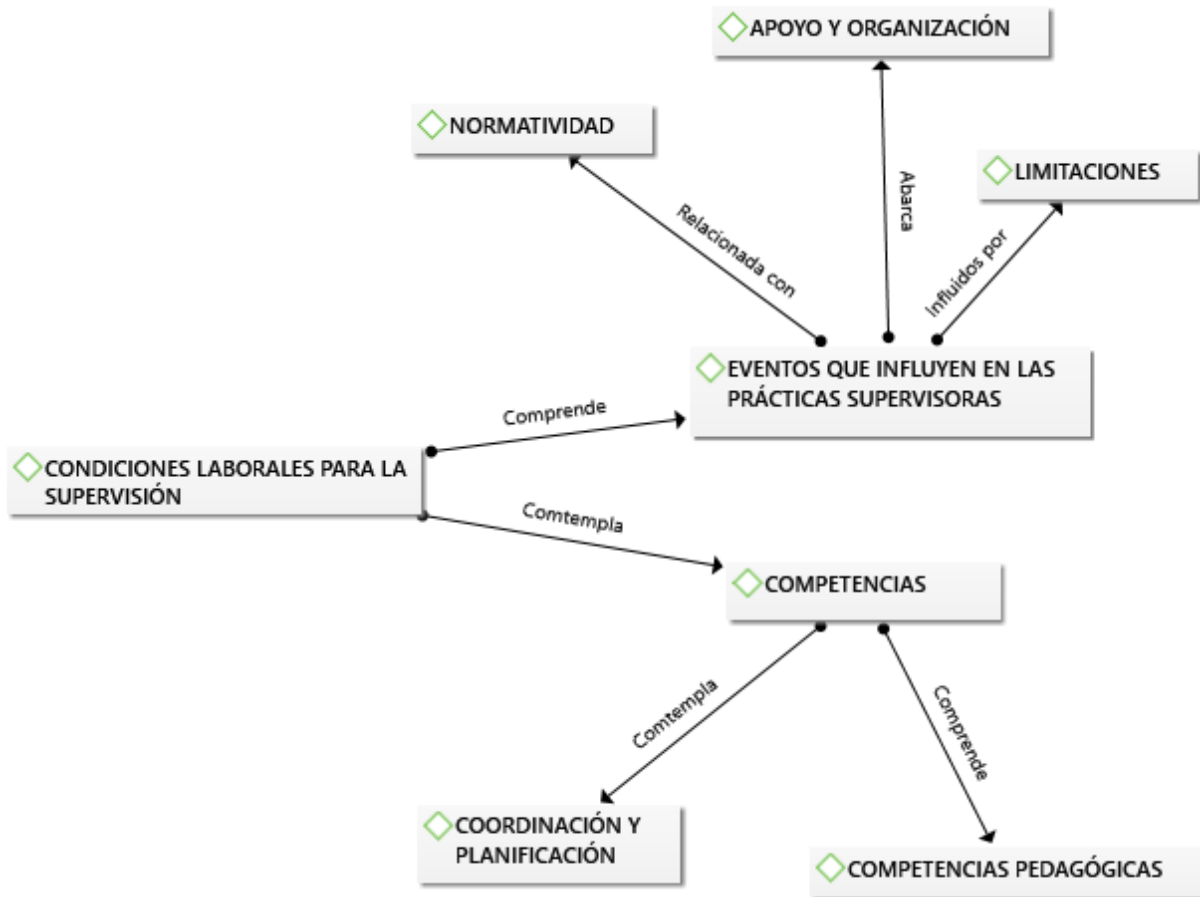 APOYO Y ORGANIZACIÓN
NORMATIVIDAD
LIMITACIONES
Abarca
Relacionada con
Influidos por
EVENTOS QUE INFLUYEN EN LAS
PRÁCTICAS SUPERVISORAS
Comprende
CONDICIONES LABORALES PARA LA
SUPERVISIÓN
Comtempla
COMPETENCIAS
Comtempla
Comprende
COORDINACIÓN Y
PLANIFICACIÓN
COMPETENCIAS PEDAGÓGICAS